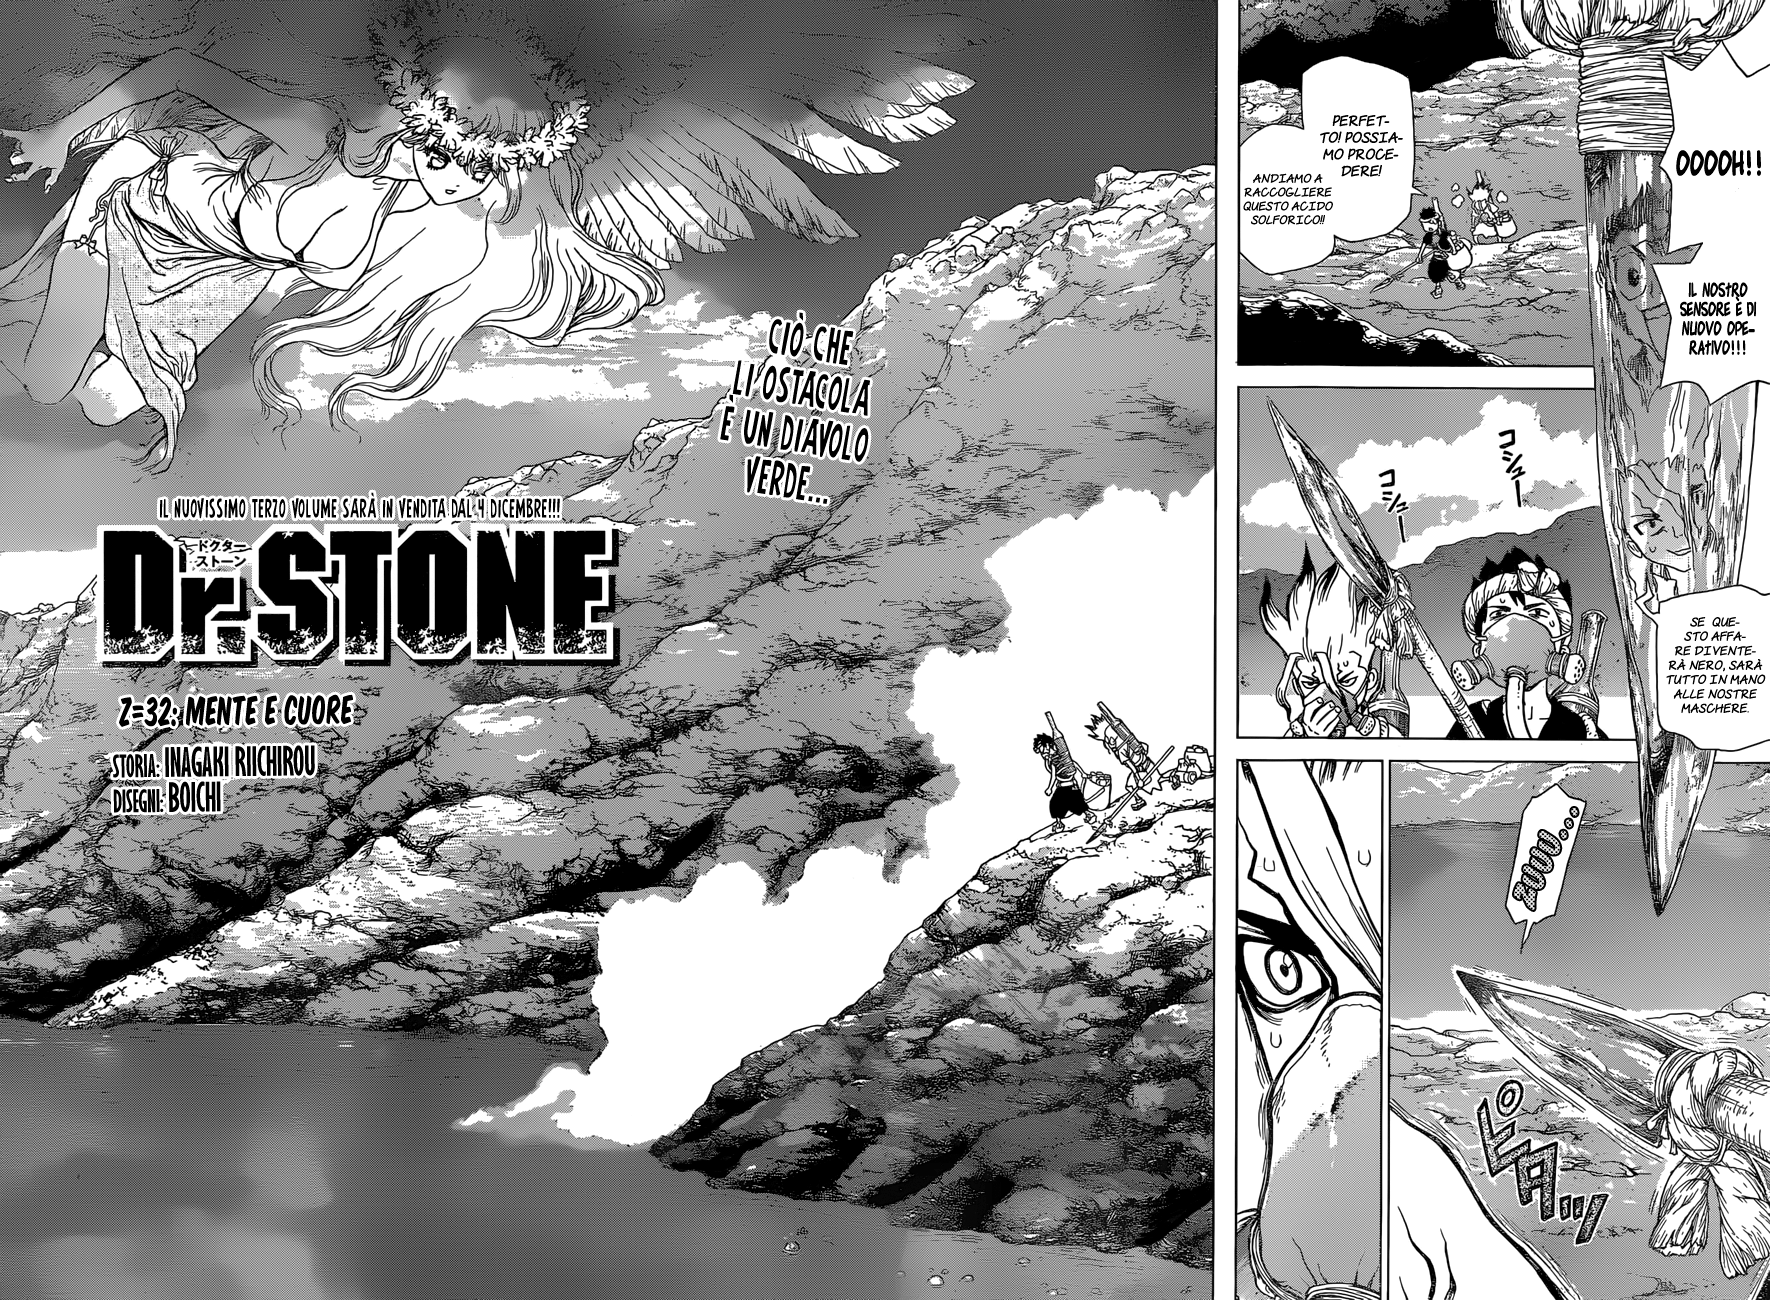 OOOOH!!
IL NOSTRO
SENSORE È DI
NUOVO OPE-
RATIVO!!!
PERFET-
TO! POSSIA-
MO PROCE-
DERE!
ANDIAMO A
RACCOGLIERE
QUESTO ACIDO
SOLFORICO!!
コシューー
コシューー
SE QUE-
STO AFFA-
RE DIVENTE-
RÀ NERO, SARÀ
TUTTO IN MANO
ALLE NOSTRE
MASCHERE.
ZUUU...
ピタ
CIÒ CHE
LI OSTACOLA
È UN DIAVOLO
VERDE...
IL NUOVISSIMO TERZO VOLUME SARÀ IN VENDITA DAL 4 DICEMBRE!!!
Dr.STONE
ドクター
ストーン
Z=32: MENTE E CUORE
STORIA: INAGAKI RIICHIROU
DISEGNI: BOICHI